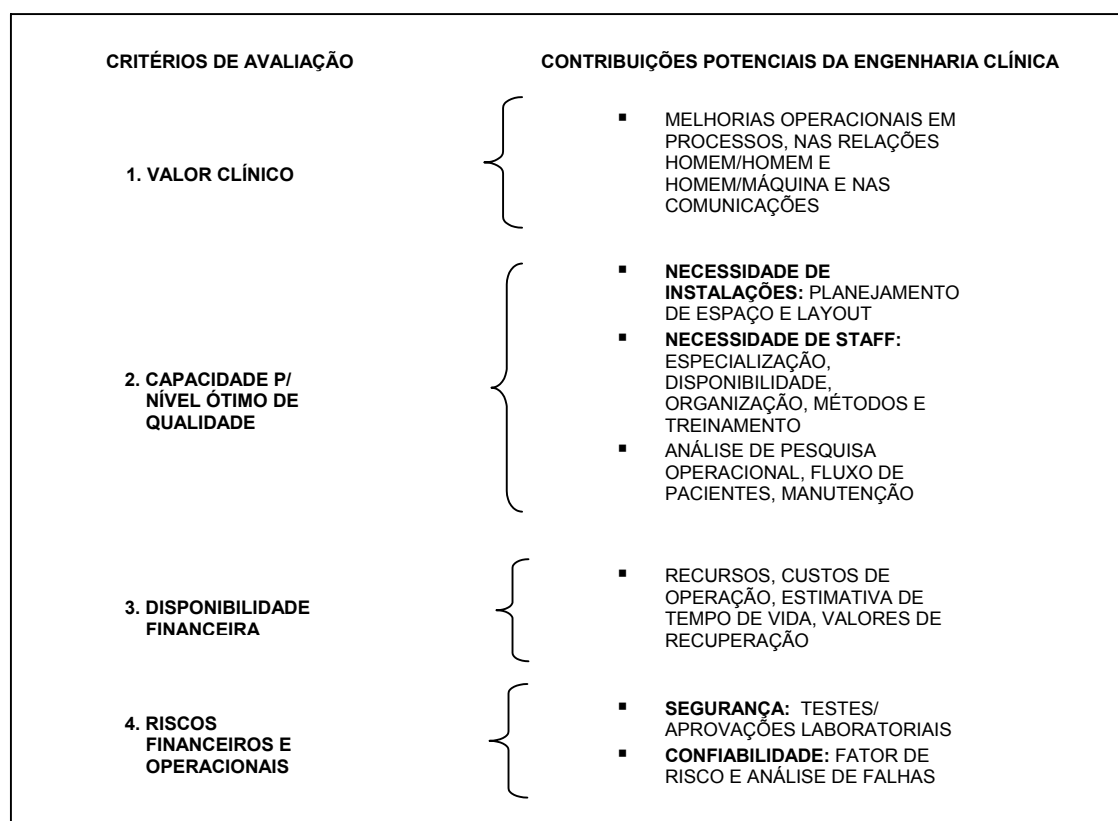 CRITÉRIOS DE AVALIAÇÃO
CONTRIBUIÇÕES POTENCIAIS DA ENGENHARIA CLÍNICA
1. VALOR CLÍNICO
▪ MELHORIAS OPERACIONAIS EM
PROCESSOS, NAS RELAÇÕES
HOMEM/HOMEM E
HOMEM/MÁQUINA E NAS
COMUNICAÇÕES
2. CAPACIDADE P/
NÍVEL ÓTIMO DE
QUALIDADE
▪ NECESSIDADE DE
INSTALAÇÕES: PLANEJAMENTO
DE ESPAÇO E LAYOUT
▪ NECESSIDADE DE STAFF:
ESPECIALIZAÇÃO,
DISPONIBILIDADE,
ORGANIZAÇÃO, MÉTODOS E
TREINAMENTO
▪ ANÁLISE DE PESQUISA
OPERACIONAL, FLUXO DE
PACIENTES, MANUTENÇÃO
3. DISPONIBILIDADE
FINANCEIRA
▪ RECURSOS, CUSTOS DE
OPERAÇÃO, ESTIMATIVA DE
TEMPO DE VIDA, VALORES DE
RECUPERAÇÃO
4. RISCOS
FINANCEIROS E
OPERACIONAIS
▪ SEGURANÇA: TESTES/
APROVAÇÕES LABORATORIAIS
▪ CONFIABILIDADE: FATOR DE
RISCO E ANÁLISE DE FALHAS